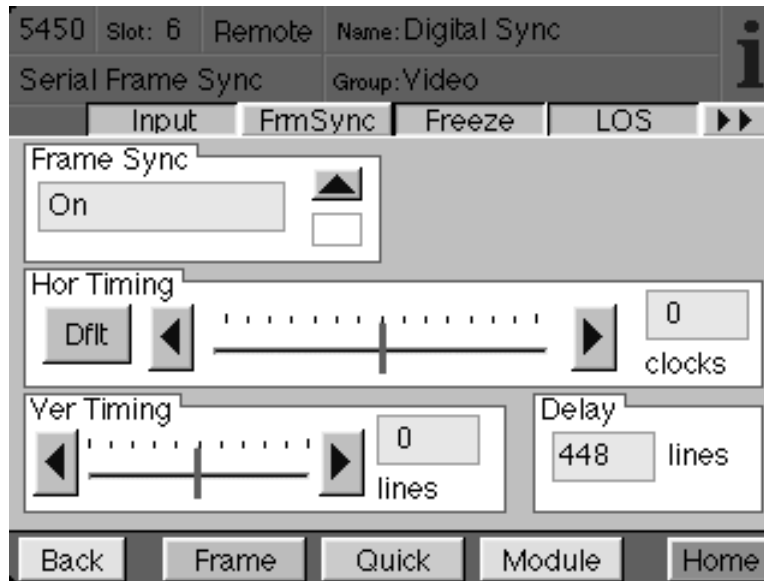 5450 Slot: 6 Remote Name: Digital Sync
Serial Frame Sync Group: Video
i
Input FrmSync Freeze LOS
Frame Sync
On
Hor Timing
Dflt 0
clocks
Ver Timing Delay
0 448 lines
lines
Back Frame Quick Module Home